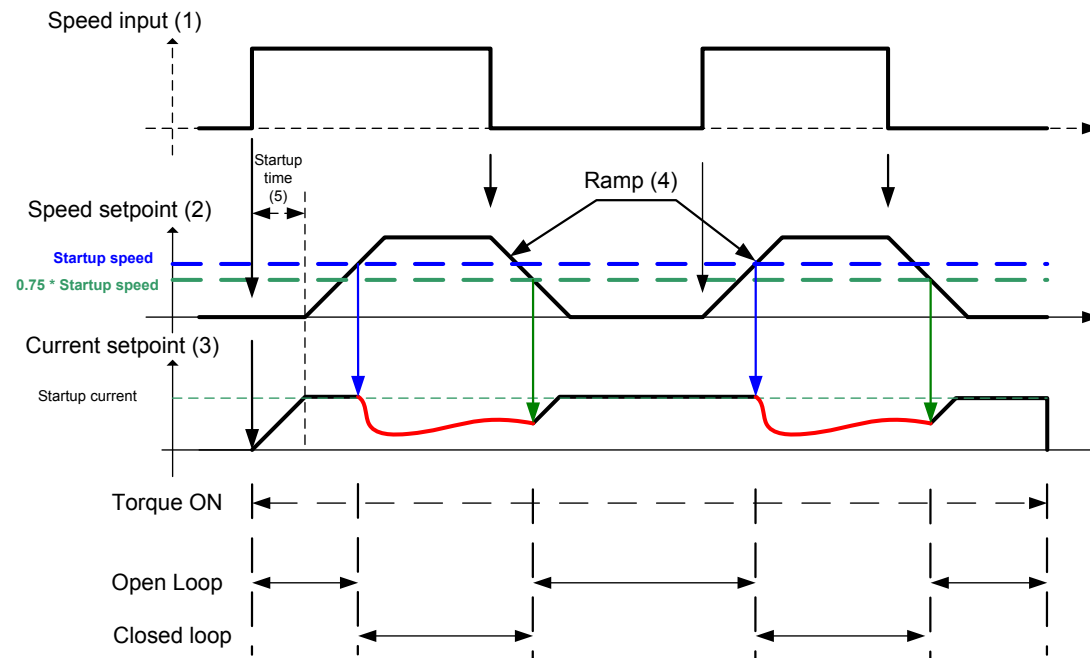 Speed input (1)
Startup
time
(5)
Ramp (4)
Speed setpoint (2)
Startup speed
0.75 * Startup speed
Current setpoint (3)
Startup current
Torque ON
Open Loop
Closed loop